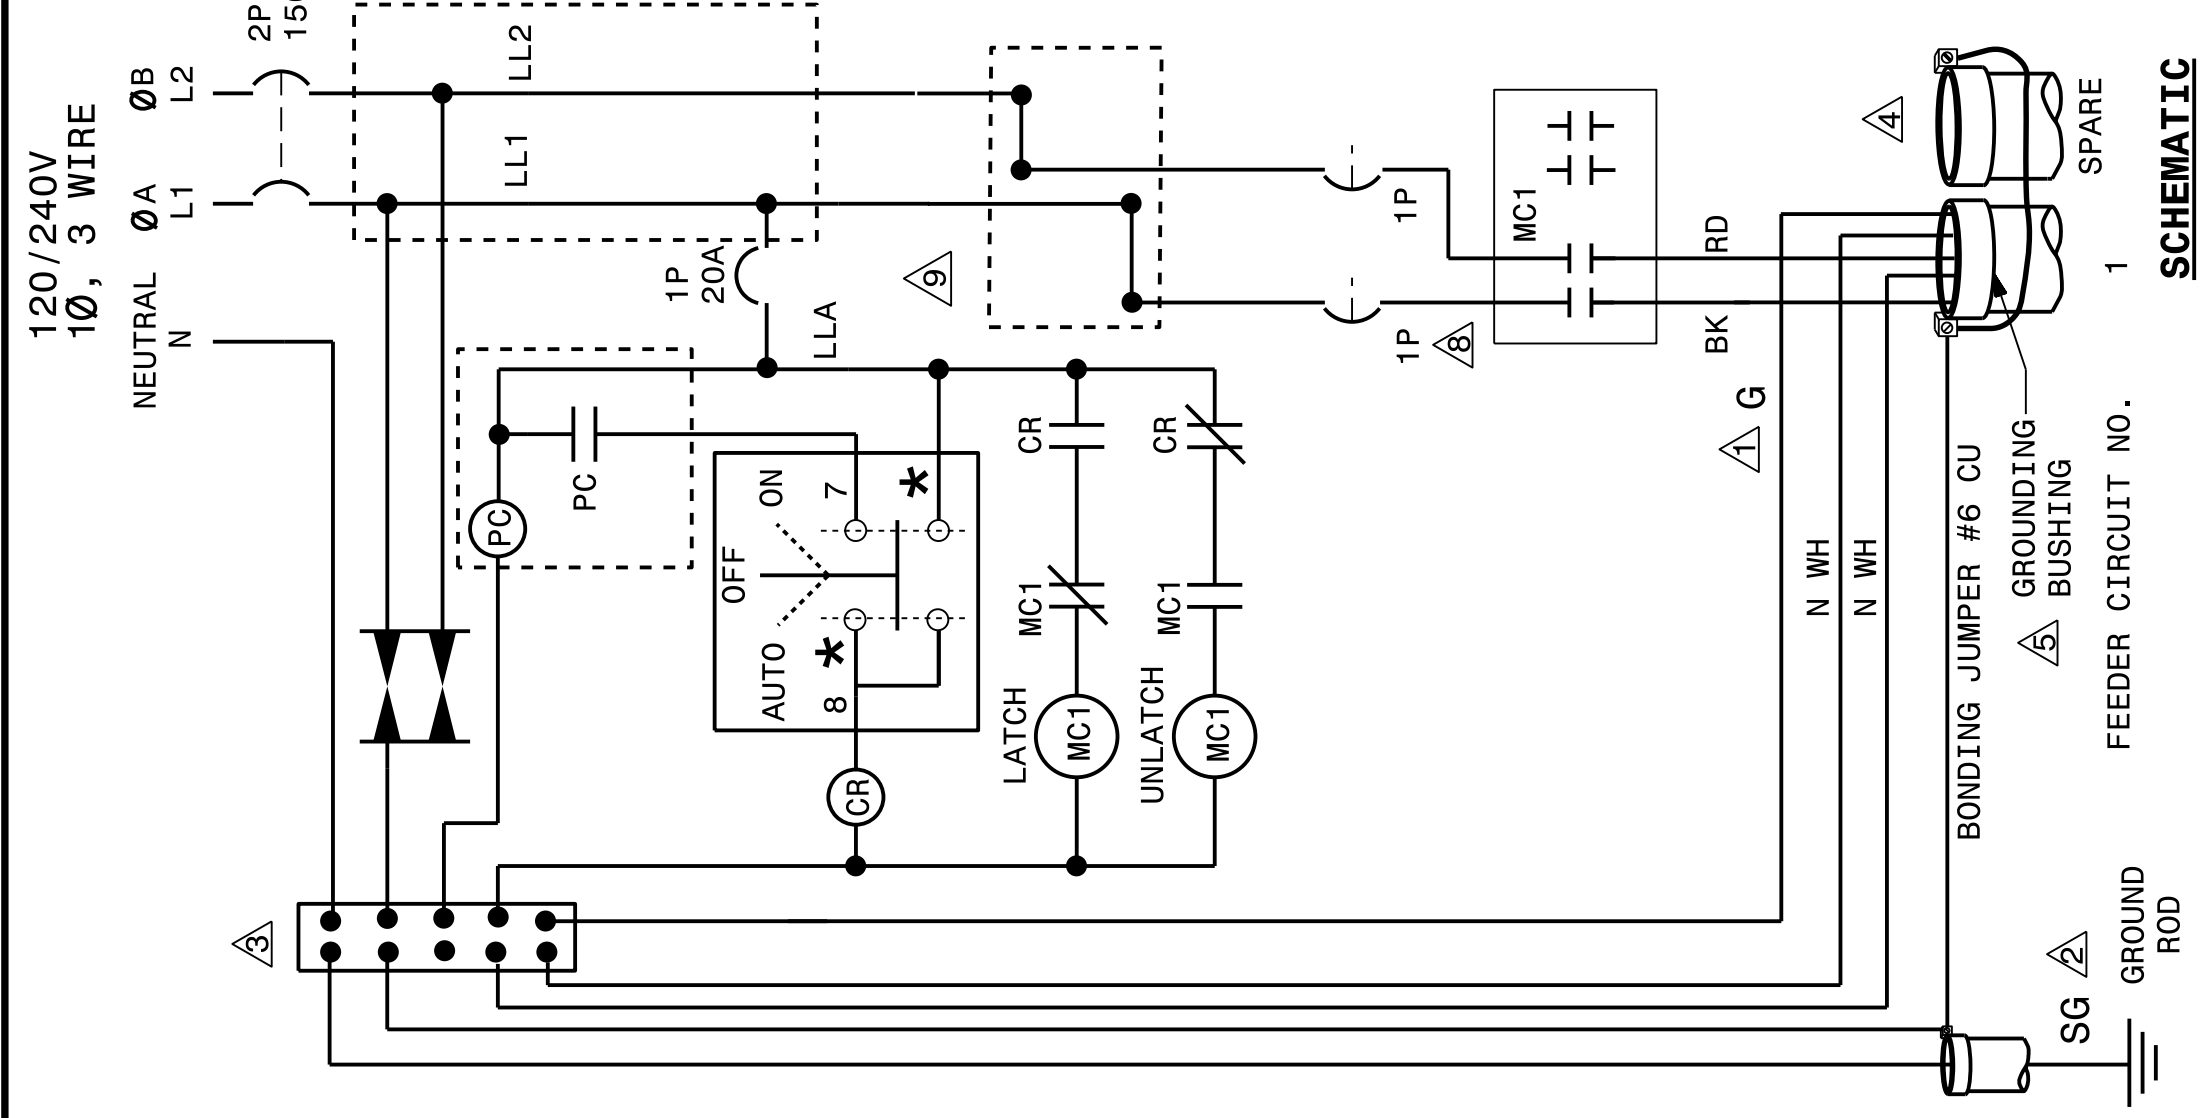 120/240V
1Ø, 3 WIRE
NEUTRAL
N
ØA
L1
ØB
L2
2P
LL2
LL1
1P
20A
LLA
9
PC
PC
ON
OFF
AUTO
7
*
*
8
CR
CR
MC1
LATCH
MC1
CR
MC1
UNLATCH
MC1
1P
1P
8
MC1
RD
BK
1
G
N WH
N WH
3
4
SPARE
1
BONDING JUMPER #6 CU
GROUNDING
BUSHING
5
FEEDER CIRCUIT NO.
SG
2
GROUND
ROD
SCHEMATIC